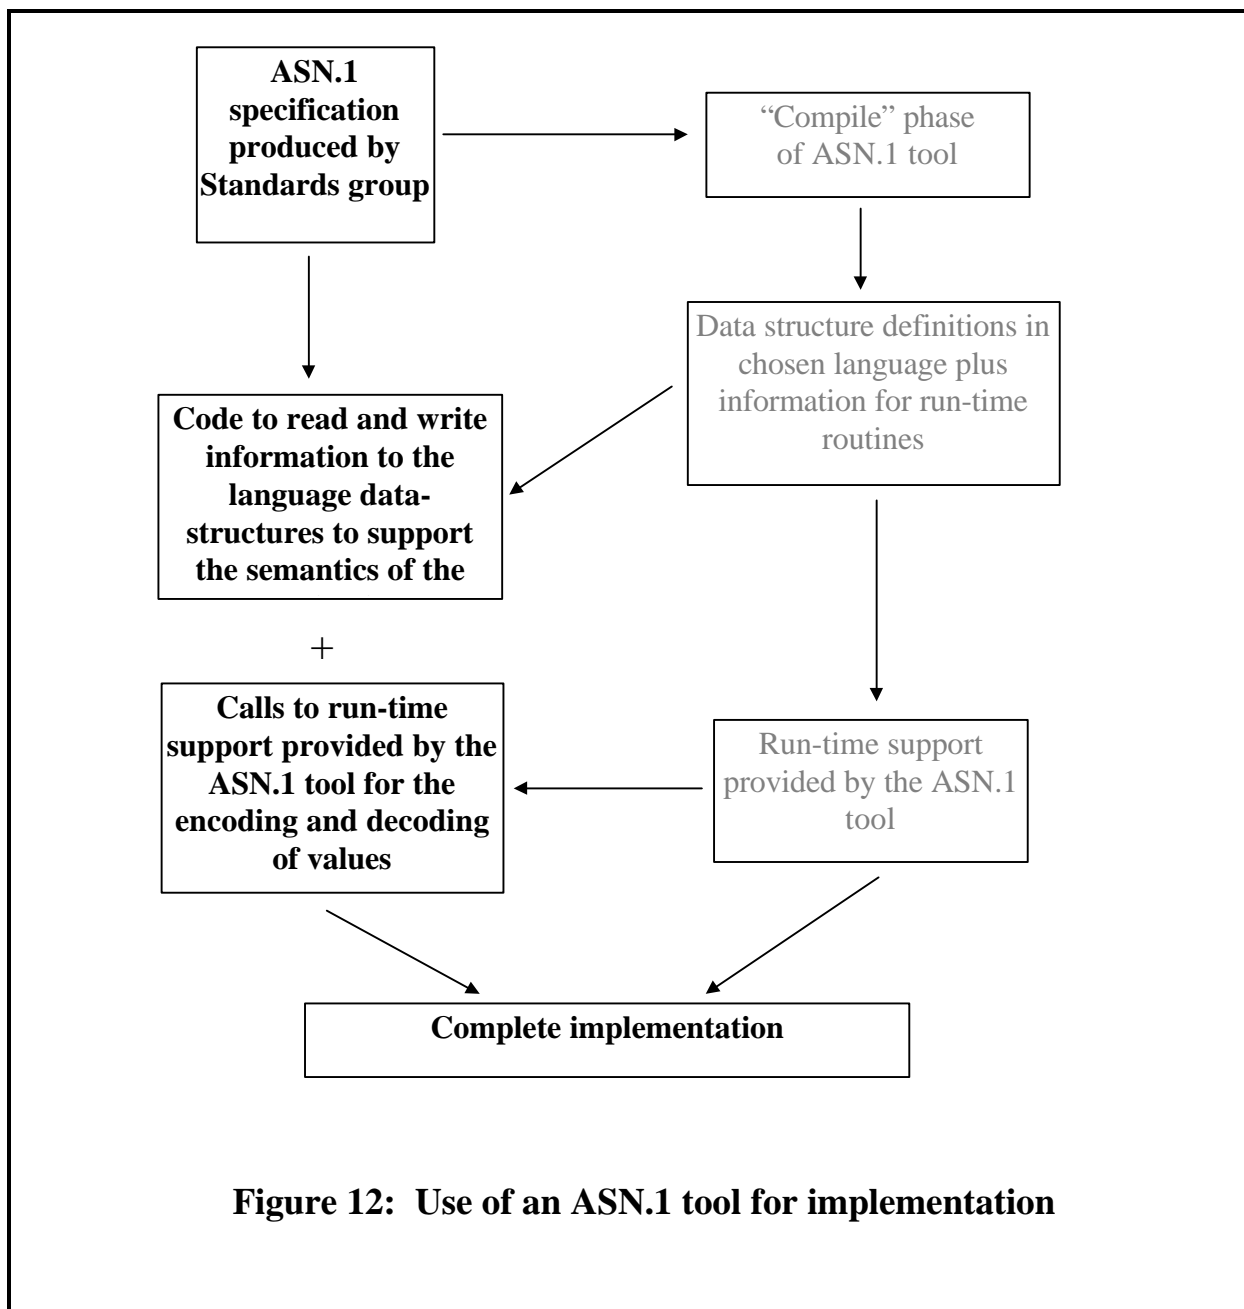 ASN.1
specification
produced by
Standards group
“Compile” phase
of ASN.1 tool
Data structure definitions in
chosen language plus
information for run-time
routines
Code to read and write
information to the
language data-
structures to support
the semantics of the
+
Calls to run-time
support provided by the
ASN.1 tool for the
encoding and decoding
of values
Run-time support
provided by the ASN.1
tool
Complete implementation
Figure 12:  Use of an ASN.1 tool for implementation